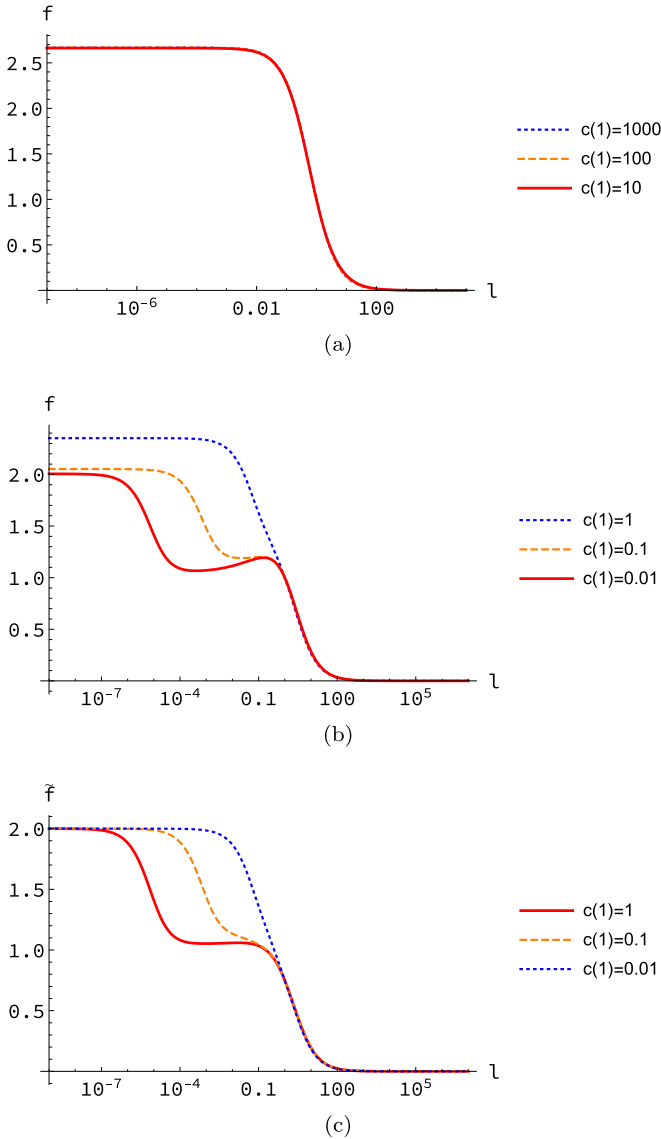 f
2.5
2.0
1.5
1.0
0.5
10^-6 0.01 100 l
c(1)=1000
c(1)=100
c(1)=10
(a)
f
2.0
1.5
1.0
0.5
10^-7 10^-4 0.1 100 10^5 l
c(1)=1
c(1)=0.1
c(1)=0.01
(b)
f̃
2.0
1.5
1.0
0.5
10^-7 10^-4 0.1 100 10^5 l
c(1)=1
c(1)=0.1
c(1)=0.01
(c)